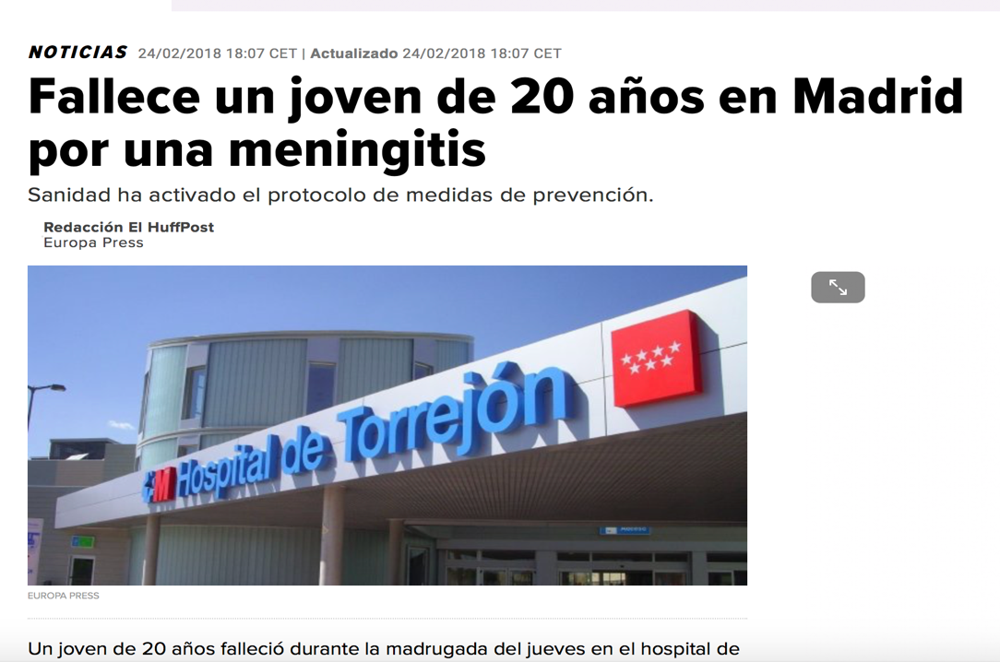 NOTICIAS 24/02/2018 18:07 CET | Actualizado 24/02/2018 18:07 CET
Fallece un joven de 20 años en Madrid
por una meningitis
Sanidad ha activado el protocolo de medidas de prevención.
Redacción El HuffPost
Europa Press
M Hospital de Torrejón
EUROPA PRESS
Un joven de 20 años falleció durante la madrugada del jueves en el hospital de